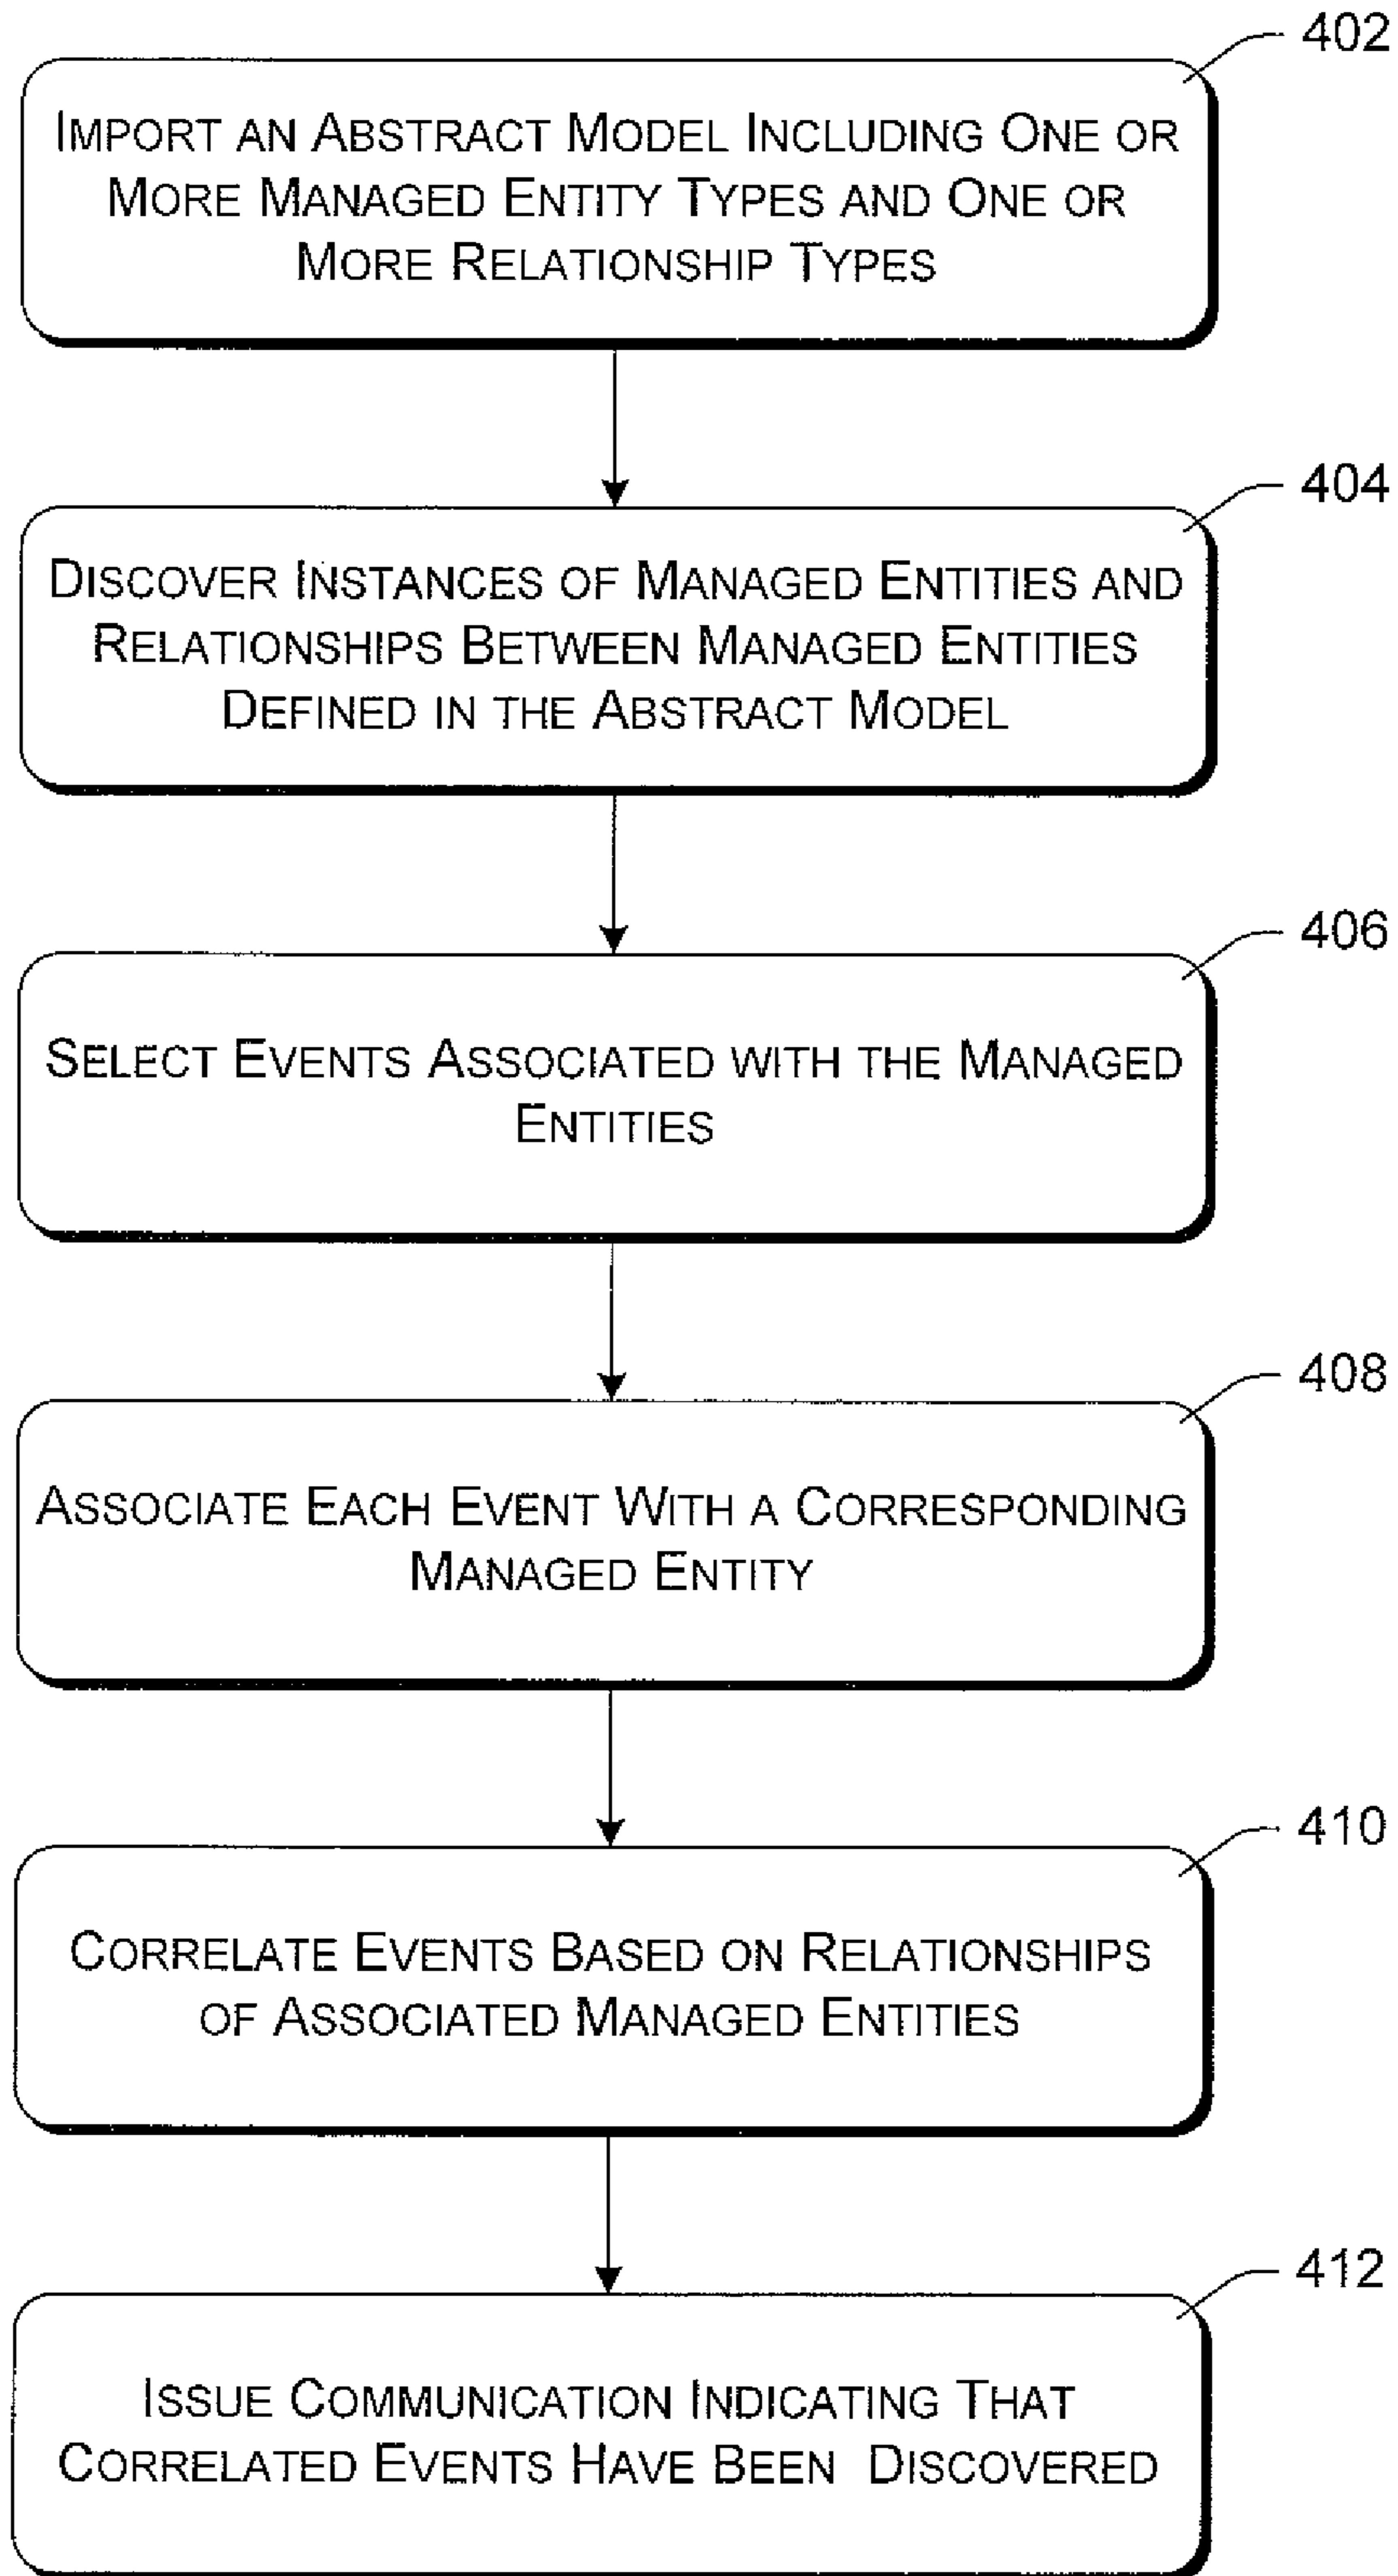 402
IMPORT AN ABSTRACT MODEL INCLUDING ONE OR
MORE MANAGED ENTITY TYPES AND ONE OR
MORE RELATIONSHIP TYPES
404
DISCOVER INSTANCES OF MANAGED ENTITIES AND
RELATIONSHIPS BETWEEN MANAGED ENTITIES
DEFINED IN THE ABSTRACT MODEL
406
SELECT EVENTS ASSOCIATED WITH THE MANAGED
ENTITIES
408
ASSOCIATE EACH EVENT WITH A CORRESPONDING
MANAGED ENTITY
410
CORRELATE EVENTS BASED ON RELATIONSHIPS
OF ASSOCIATED MANAGED ENTITIES
412
ISSUE COMMUNICATION INDICATING THAT
CORRELATED EVENTS HAVE BEEN DISCOVERED